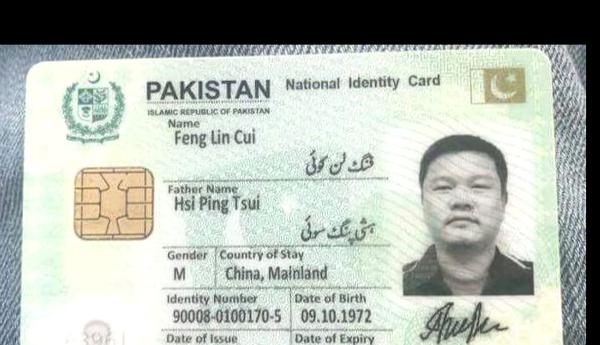 PAKISTAN National Identity Card
ISLAMIC REPUBLIC OF PAKISTAN
Name
Feng Lin Cui
فنگ لن کوئی
Father Name
Hsi Ping Tsui
ہشی پنگ سوئی
Gender Country of Stay
M China, Mainland
Identity Number Date of Birth
90008-0100170-5 09.10.1972
Date of Issue Date of Expiry